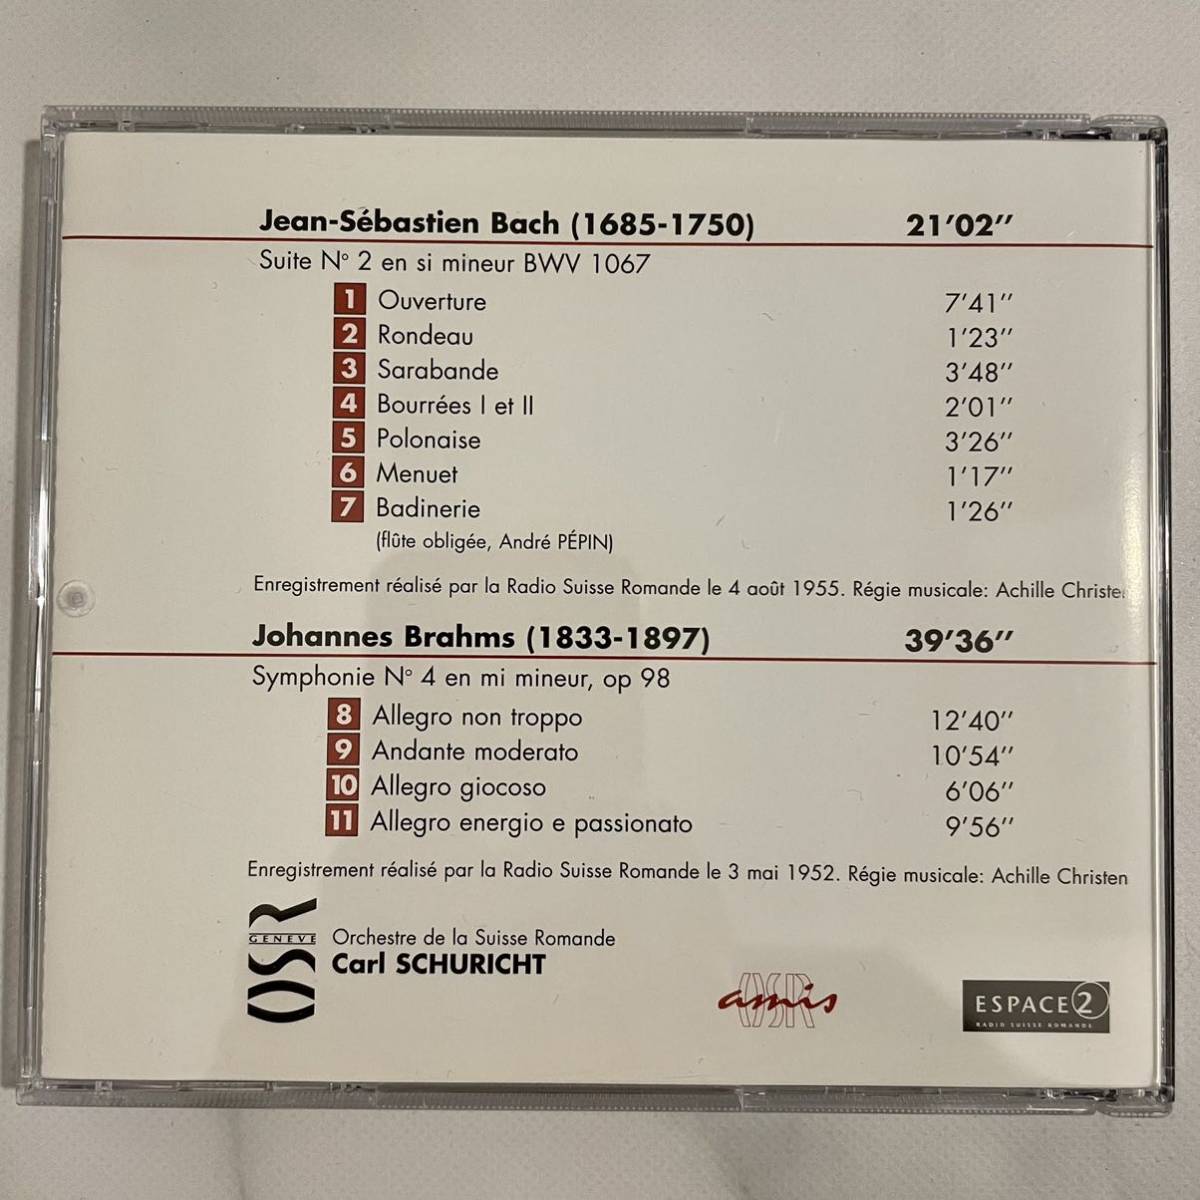 Jean-Sébastien Bach (1685-1750) 21'02''
Suite N° 2 en si mineur BWV 1067
1 Ouverture 7'41''
2 Rondeau 1'23''
3 Sarabande 3'48''
4 Bourrées I et II 2'01''
5 Polonaise 3'26''
6 Menuet 1'17''
7 Badinerie 1'26''
(flûte obligée, André PÉPIN)
Enregistrement réalisé par la Radio Suisse Romande le 4 août 1955. Régie musicale: Achille Christen
Johannes Brahms (1833-1897) 39'36''
Symphonie N° 4 en mi mineur, op 98
8 Allegro non troppo 12'40''
9 Andante moderato 10'54''
10 Allegro giocoso 6'06''
11 Allegro energio e passionato 9'56''
Enregistrement réalisé par la Radio Suisse Romande le 3 mai 1952. Régie musicale: Achille Christen
OSR
GENEVE
Orchestre de la Suisse Romande
Carl SCHURICHT
amis
OSR
ESPACE 2
RADIO SUISSE ROMANDE